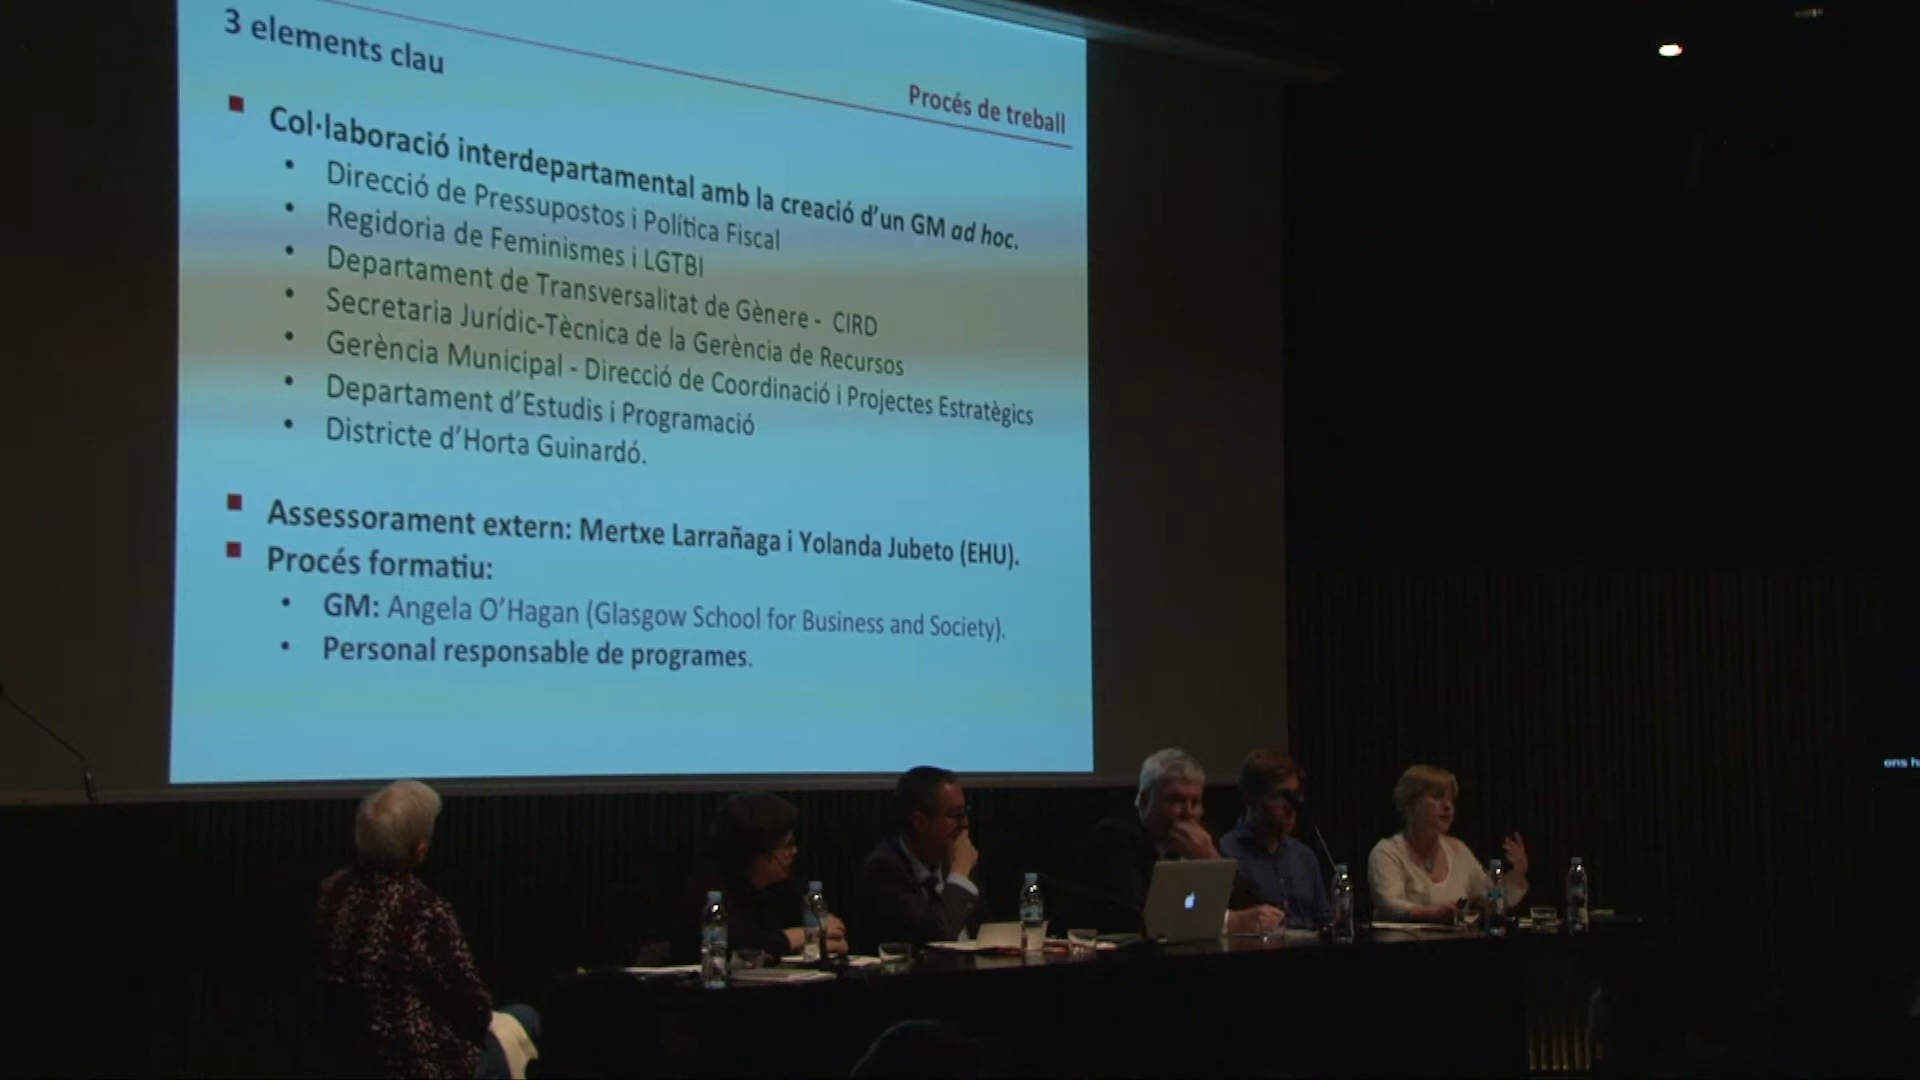 3 elements clau
Procés de treball
Col·laboració interdepartamental amb la creació d'un GM ad hoc.
Direcció de Pressupostos i Política Fiscal
Regidoria de Feminismes i LGTBI
Departament de Transversalitat de Gènere - CIRD
Secretaria Jurídic-Tècnica de la Gerència de Recursos
Gerència Municipal - Direcció de Coordinació i Projectes Estratègics
Departament d'Estudis i Programació
Districte d'Horta Guinardó.
Assessorament extern: Mertxe Larrañaga i Yolanda Jubeto (EHU).
Procés formatiu:
GM: Angela O'Hagan (Glasgow School for Business and Society).
Personal responsable de programes.
ens